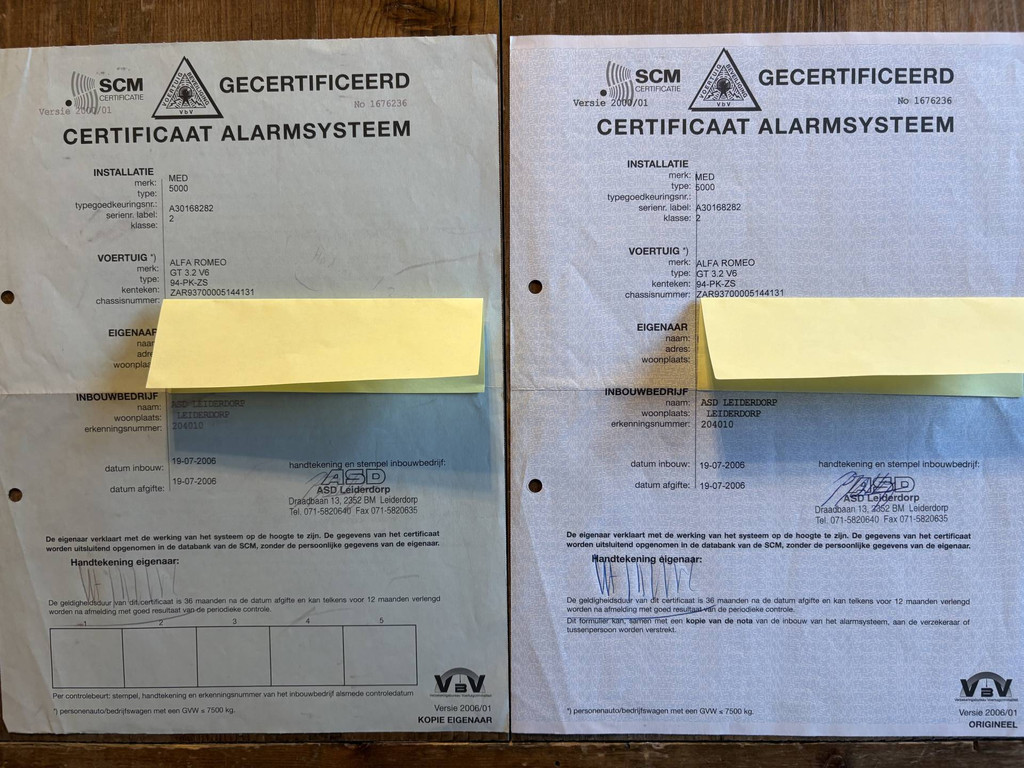 SCM
CERTIFICATIE
VOERTUIG BEVEILIGING
VbV
GECERTIFICEERD
Versie 2000/01
No 1676236
CERTIFICAAT ALARMSYSTEEM
INSTALLATIE
merk: MED
type: 5000
typegoedkeuringsnr.:
serienr. label: A30168282
klasse: 2
VOERTUIG *)
merk: ALFA ROMEO
type: GT 3.2 V6
kenteken: 94-PK-ZS
chassisnummer: ZAR93700005144131
EIGENAAR
naa
adre
woonpla
INBOUWBEDRIJF
naam: ASD LEIDERDORP
woonplaats: LEIDERDORP
erkenningsnummer: 204010
datum inbouw: 19-07-2006
handtekening en stempel inbouwbedrijf:
datum afgifte: 19-07-2006
ASD
ASD Leiderdorp
Draadbaan 13, 2352 BM Leiderdorp
Tel. 071-5820640 Fax 071-5820635
De eigenaar verklaart met de werking van het systeem op de hoogte te zijn. De gegevens van het certificaat
worden uitsluitend opgenomen in de databank van de SCM, zonder de persoonlijke gegevens van de eigenaar.
Handtekening eigenaar:
De geldigheidsduur van dit certificaat is 36 maanden na de datum afgifte en kan telkens voor 12 maanden verlengd
worden na afmelding met goed resultaat van de periodieke controle.
1 2 3 4 5
Per controlebeurt: stempel, handtekening en erkenningsnummer van het inbouwbedrijf alsmede controledatum
*) personenauto/bedrijfswagen met een GVW ≤ 7500 kg.
VbV
Versie 2006/01
KOPIE EIGENAAR
SCM
CERTIFICATIE
VOERTUIG BEVEILIGING
VbV
GECERTIFICEERD
Versie 2000/01
No 1676236
CERTIFICAAT ALARMSYSTEEM
INSTALLATIE
merk: MED
type: 5000
typegoedkeuringsnr.:
serienr. label: A30168282
klasse: 2
VOERTUIG *)
merk: ALFA ROMEO
type: GT 3.2 V6
kenteken: 94-PK-ZS
chassisnummer: ZAR93700005144131
EIGENAAR
naam:
adres:
woonplaats:
INBOUWBEDRIJF
naam: ASD LEIDERDORP
woonplaats: LEIDERDORP
erkenningsnummer: 204010
datum inbouw: 19-07-2006
handtekening en stempel inbouwbedrijf:
datum afgifte: 19-07-2006
ASD
ASD Leiderdorp
Draadbaan 13, 2352 BM Leiderdorp
Tel. 071-5820640 Fax 071-5820635
De eigenaar verklaart met de werking van het systeem op de hoogte te zijn. De gegevens van het certificaat
worden uitsluitend opgenomen in de databank van de SCM, zonder de persoonlijke gegevens van de eigenaar.
Handtekening eigenaar:
De geldigheidsduur van dit certificaat is 36 maanden na de datum afgifte en kan telkens voor 12 maanden verlengd
worden na afmelding met goed resultaat van de periodieke controle.
Dit formulier kan, samen met een kopie van de nota van de inbouw van het alarmsysteem, aan de verzekeraar of
tussenpersoon worden verstrekt.
*) personenauto/bedrijfswagen met een GVW ≤ 7500 kg.
VbV
Versie 2006/01
ORIGINEEL